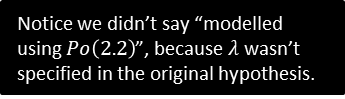 Notice we didn’t say “modelled
using 𝑃𝑜(2.2)”, because 𝜆 wasn’t
specified in the original hypothesis.